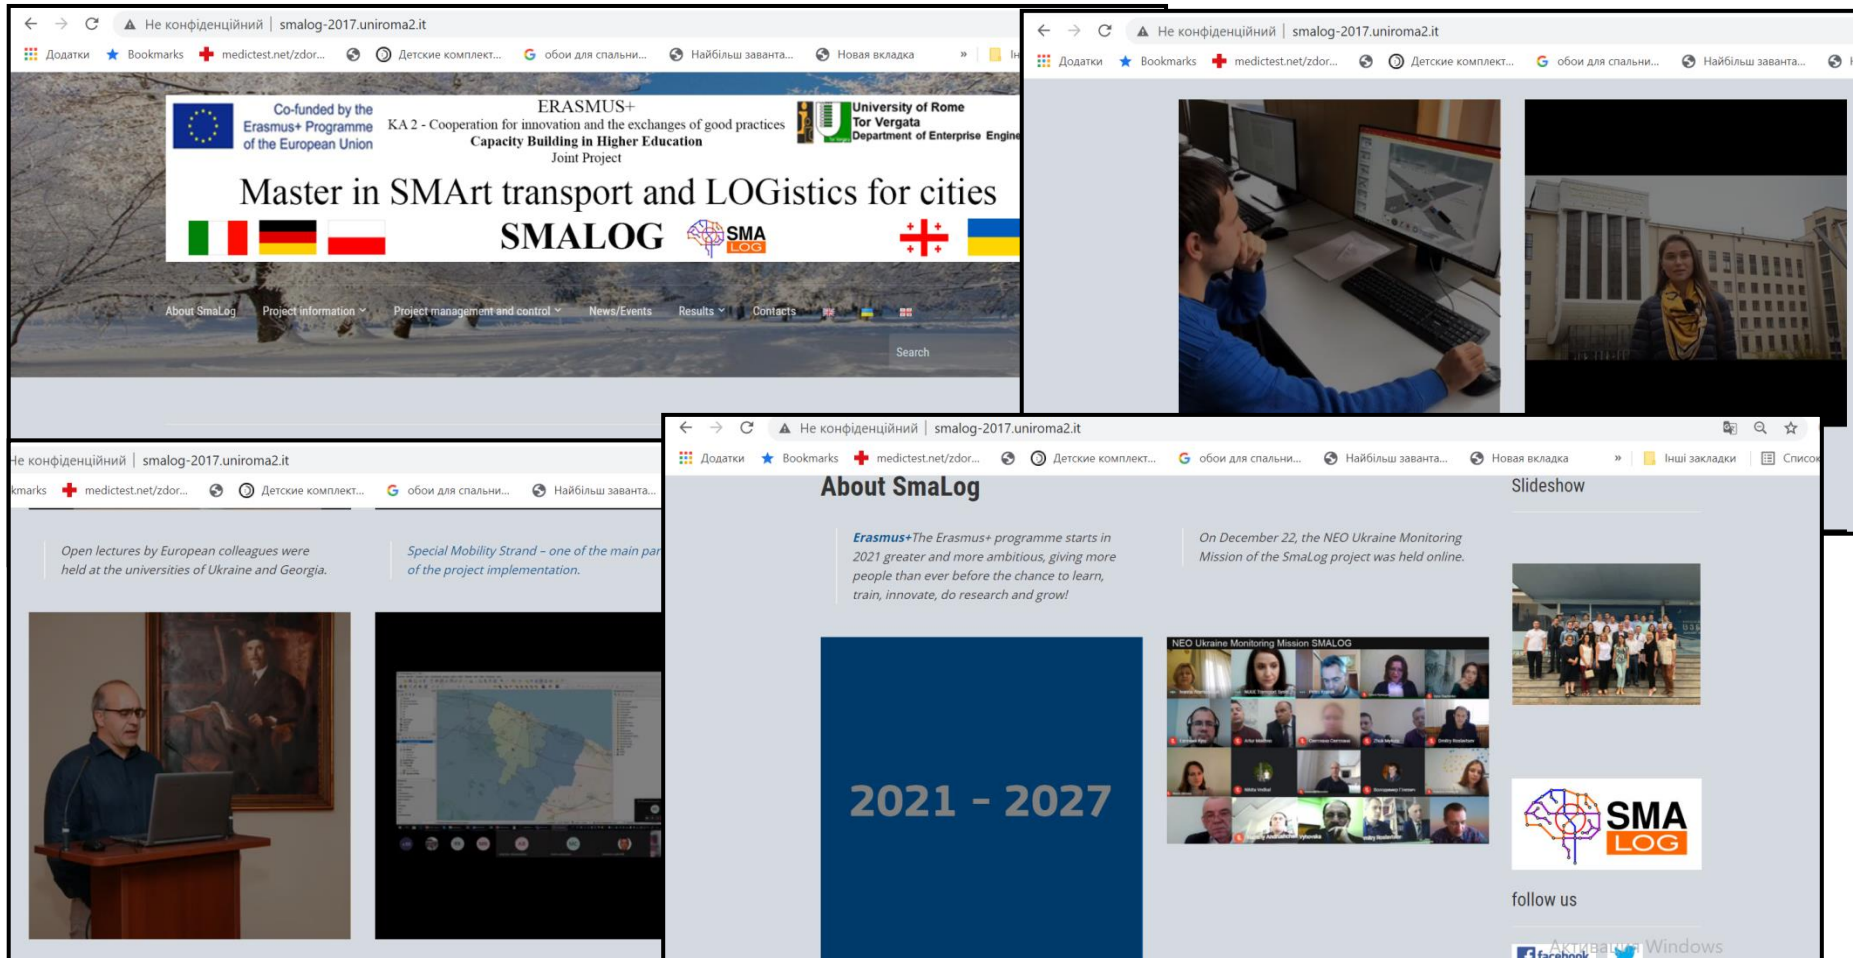 Не конфіденційний | smalog-2017.uniroma2.it
Додатки Bookmarks medictest.net/zdor... Детские комплект... обои для спальни... Найбільш заванта... Новая вкладка »
Co-funded by the
Erasmus+ Programme
of the European Union
ERASMUS+
KA 2 - Cooperation for innovation and the exchanges of good practices
Capacity Building in Higher Education
Joint Project
University of Rome
Tor Vergata
Department of Enterprise Engine
Master in SMArt transport and LOGistics for cities
SMALOG
SMA
LOG
About SmaLog Project information Project management and control News/Events Results Contacts
Search
Не конфіденційний | smalog-2017.uniroma2.it
Додатки Bookmarks medictest.net/zdor... Детские комплект... обои для спальни... Найбільш заванта...
Не конфіденційний | smalog-2017.uniroma2.it
kmarks medictest.net/zdor... Детские комплект... обои для спальни... Найбільш заванта...
Open lectures by European colleagues were
held at the universities of Ukraine and Georgia.
Special Mobility Strand – one of the main par
of the project implementation.
Не конфіденційний | smalog-2017.uniroma2.it
Додатки Bookmarks medictest.net/zdor... Детские комплект... обои для спальни... Найбільш заванта... Новая вкладка » Інші закладки Список
About SmaLog
Erasmus+The Erasmus+ programme starts in
2021 greater and more ambitious, giving more
people than ever before the chance to learn,
train, innovate, do research and grow!
On December 22, the NEO Ukraine Monitoring
Mission of the SmaLog project was held online.
2021 - 2027
NEO Ukraine Monitoring Mission SMALOG
Slideshow
SMA
LOG
follow us
facebook
Активация Windows